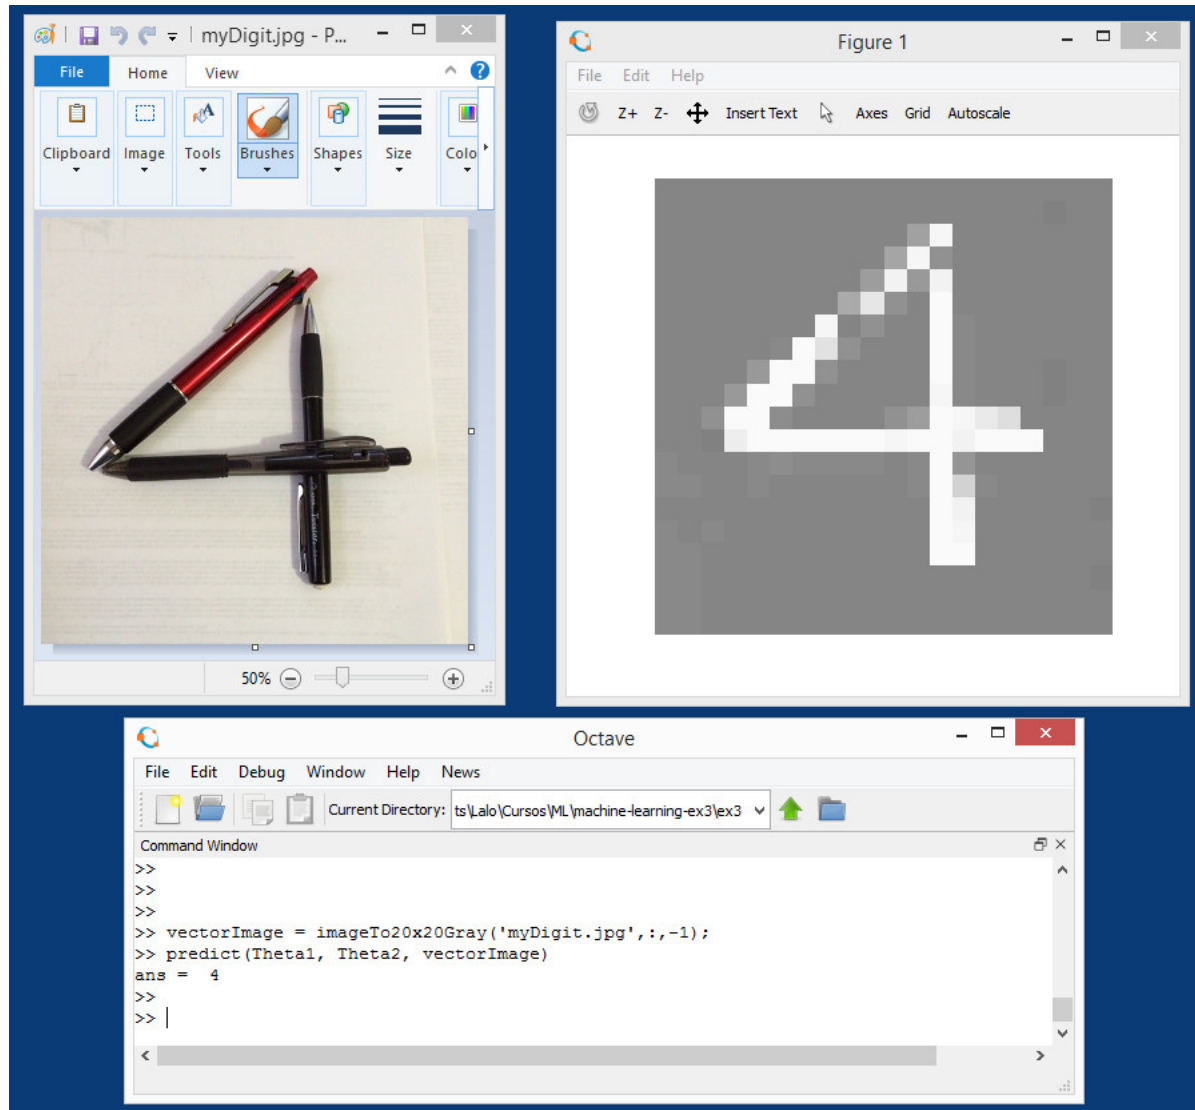 myDigit.jpg - P...
File Home View
Clipboard Image Tools Brushes Shapes Size Colo
50%
Figure 1
File Edit Help
Z+ Z- Insert Text Axes Grid Autoscale
Octave
File Edit Debug Window Help News
Current Directory: ts\Lalo\Cursos\ML\machine-learning-ex3\ex3
Command Window
>>
>>
>>
>> vectorImage = imageTo20x20Gray('myDigit.jpg',:,-1);
>> predict(Theta1, Theta2, vectorImage)
ans = 4
>>
>>